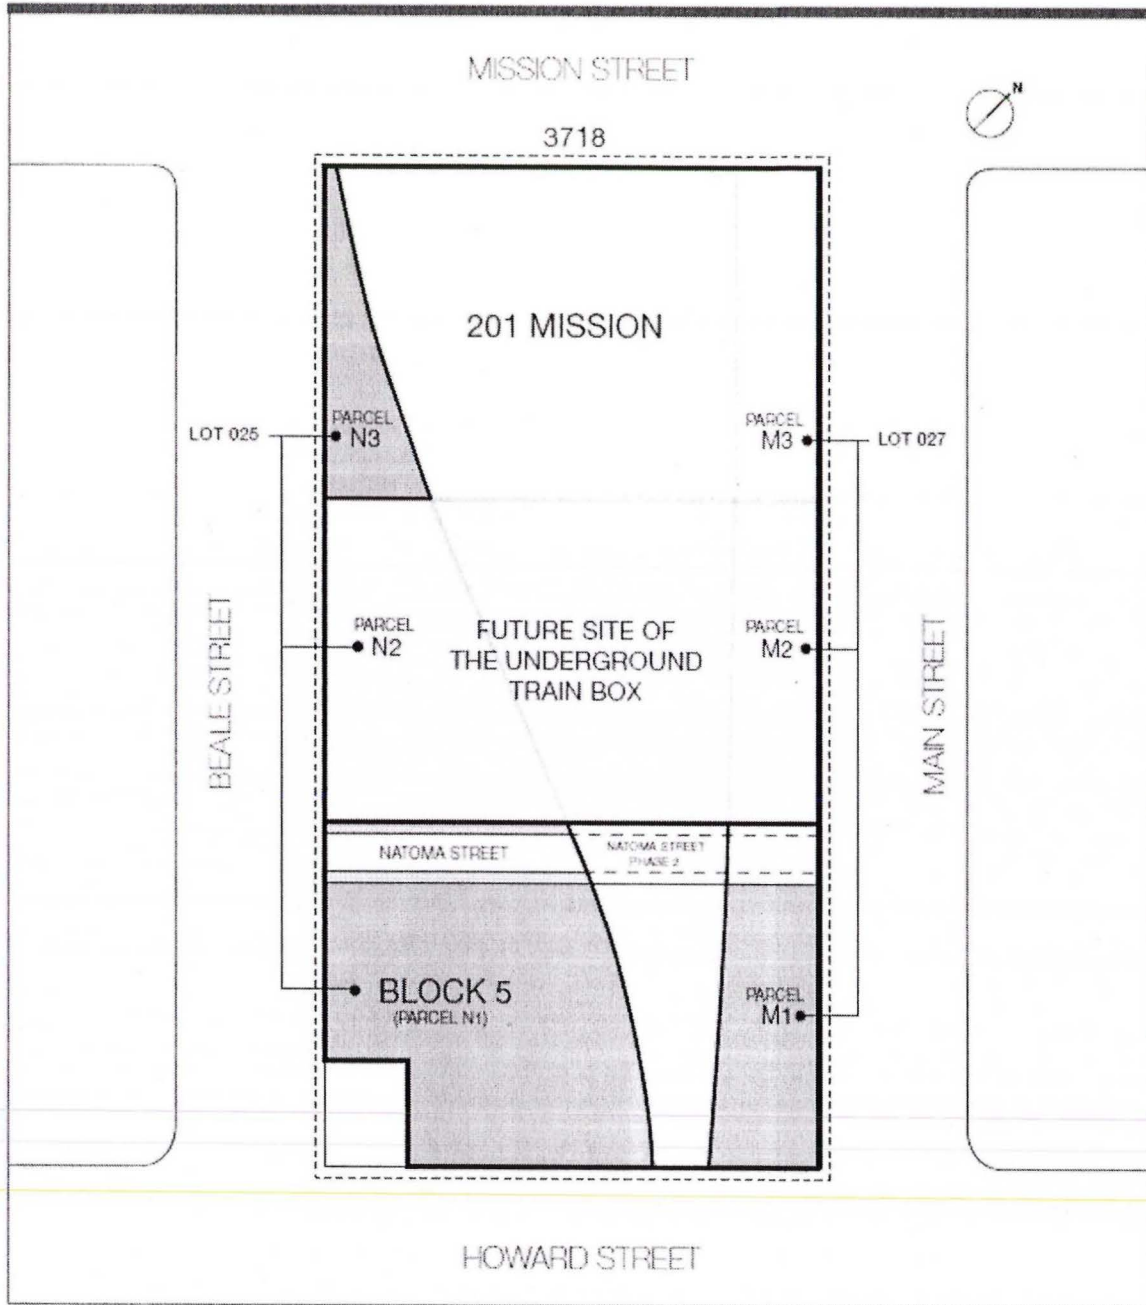 MISSION STREET
N
3718
201 MISSION
PARCEL
N3
LOT 025
PARCEL
M3
LOT 027
PARCEL
N2
FUTURE SITE OF
THE UNDERGROUND
TRAIN BOX
PARCEL
M2
BEALE STREET
MAIN STREET
NATOMA STREET
NATOMA STREET
PHASE 2
BLOCK 5
(PARCEL N1)
PARCEL
M1
HOWARD STREET